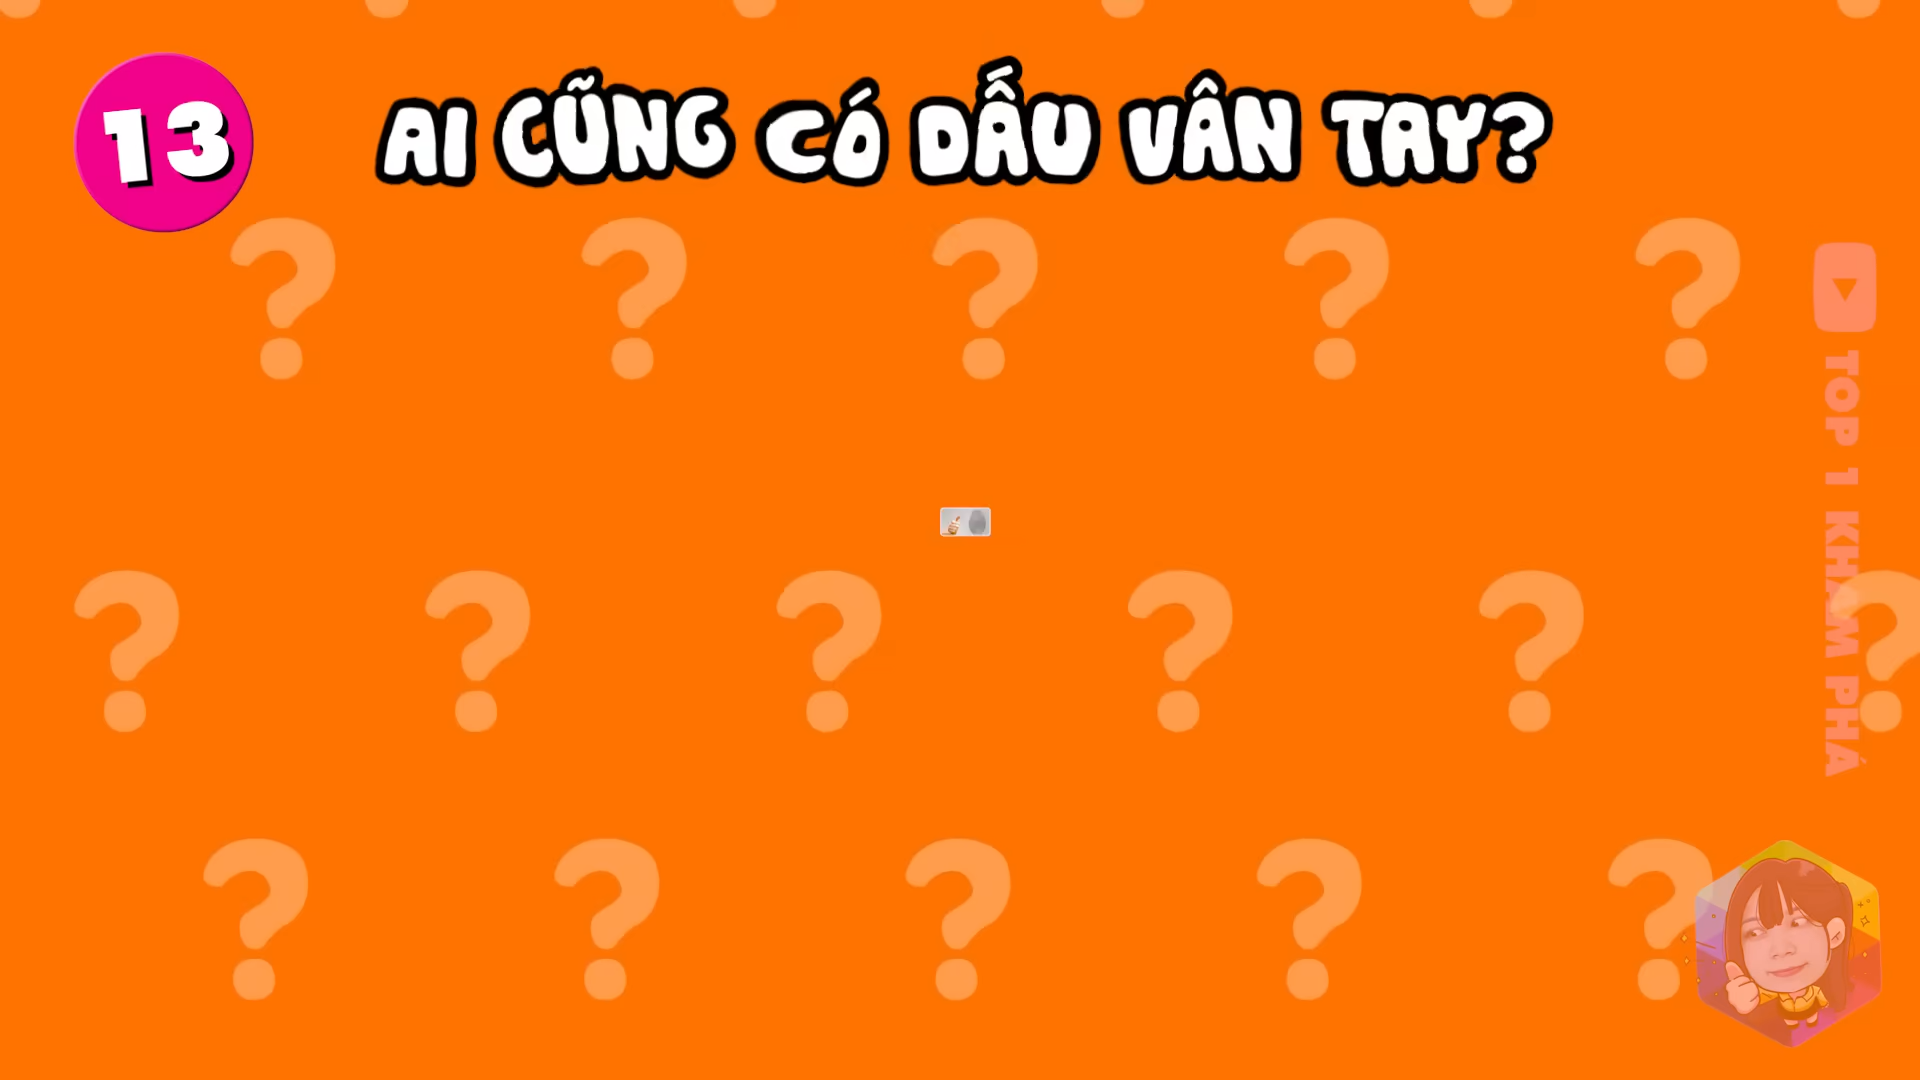 13
AI CŨNG CÓ DẤU VÂN TAY?
TOP 1 KHÁM PHÁ